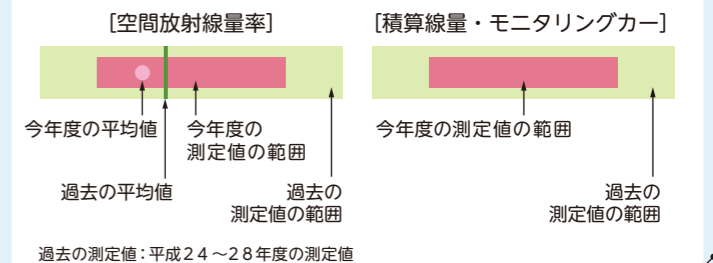 [空間放射線量率]
[積算線量・モニタリングカー]
今年度の平均値
今年度の
測定値の範囲
過去の平均値
過去の
測定値の範囲
今年度の測定値の範囲
過去の
測定値の範囲
過去の測定値：平成24～28年度の測定値